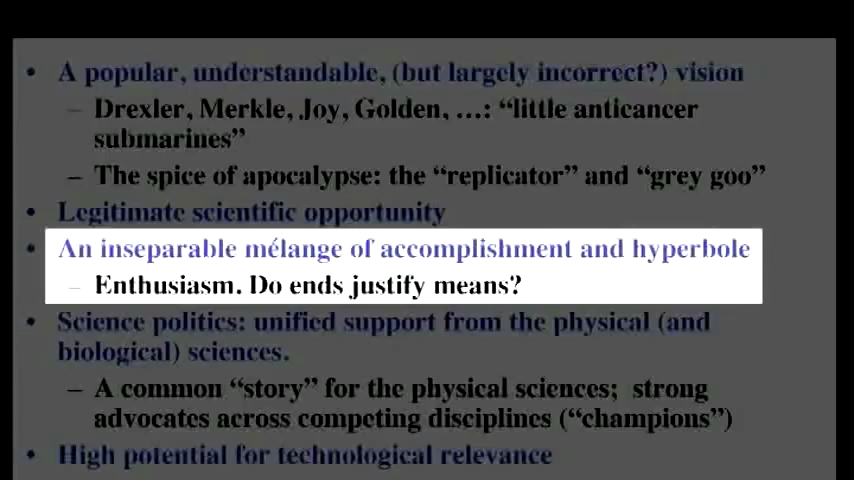 • A popular, understandable, (but largely incorrect?) vision
– Drexler, Merkle, Joy, Golden, …: “little anticancer
submarines”
– The spice of apocalypse: the “replicator” and “grey goo”
• Legitimate scientific opportunity
• An inseparable mélange of accomplishment and hyperbole
– Enthusiasm. Do ends justify means?
• Science politics: unified support from the physical (and
biological) sciences.
– A common “story” for the physical sciences; strong
advocates across competing disciplines (“champions”)
• High potential for technological relevance